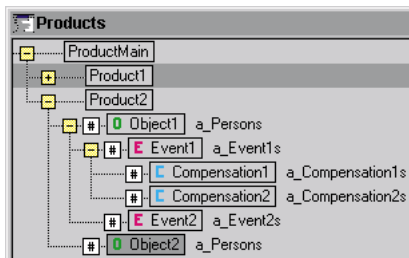 Products
ProductMain
Product1
Product2
# O Object1 a_Persons
# E Event1 a_Event1s
# C Compensation1 a_Compensation1s
# C Compensation2 a_Compensation2s
# E Event2 a_Event2s
# O Object2 a_Persons